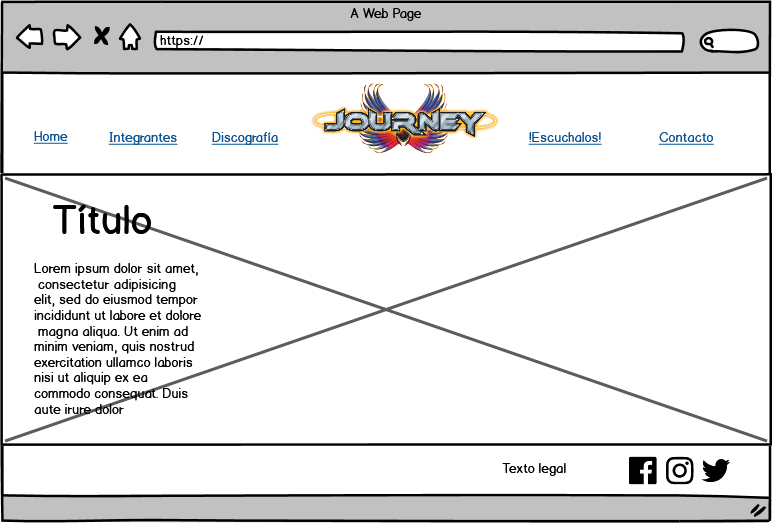 A Web Page
https://
Home
Integrantes
Discografía
JOURNEY
!Escuchalos!
Contacto
Título
Lorem ipsum dolor sit amet,
consectetur adipisicing
elit, sed do eiusmod tempor
incididunt ut labore et dolore
magna aliqua. Ut enim ad
minim veniam, quis nostrud
exercitation ullamco laboris
nisi ut aliquip ex ea
commodo consequat. Duis
aute irure dolor
Texto legal